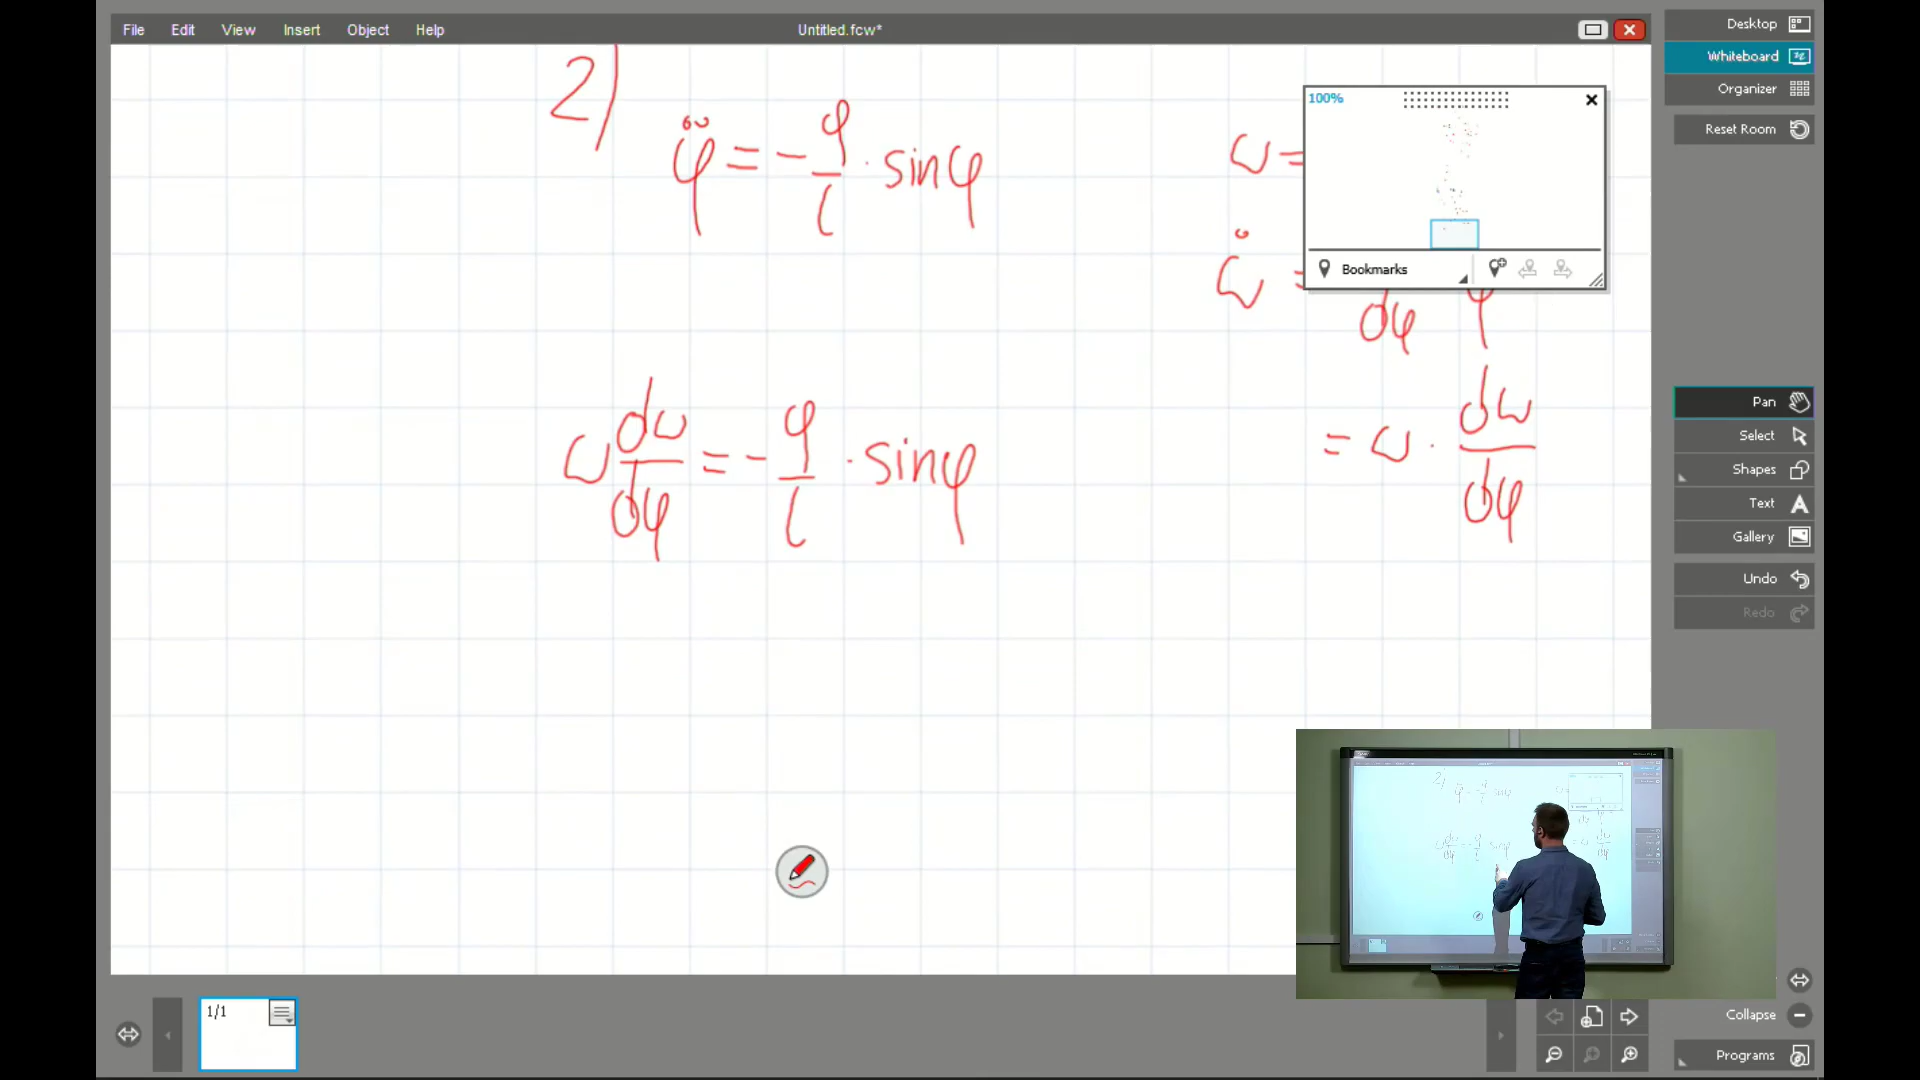 File Edit View Insert Object Help Untitled.fcw*
Desktop
Whiteboard
Organizer
Reset Room
2)
φ̈ = - g/l · sinφ
ω =
100%
Bookmarks
ω̇ =
dφ
ω dω/dφ = - g/l · sinφ
= ω · dω/dφ
Pan
Select
Shapes
Text
Gallery
Undo
Redo
1/1
Collapse
Programs